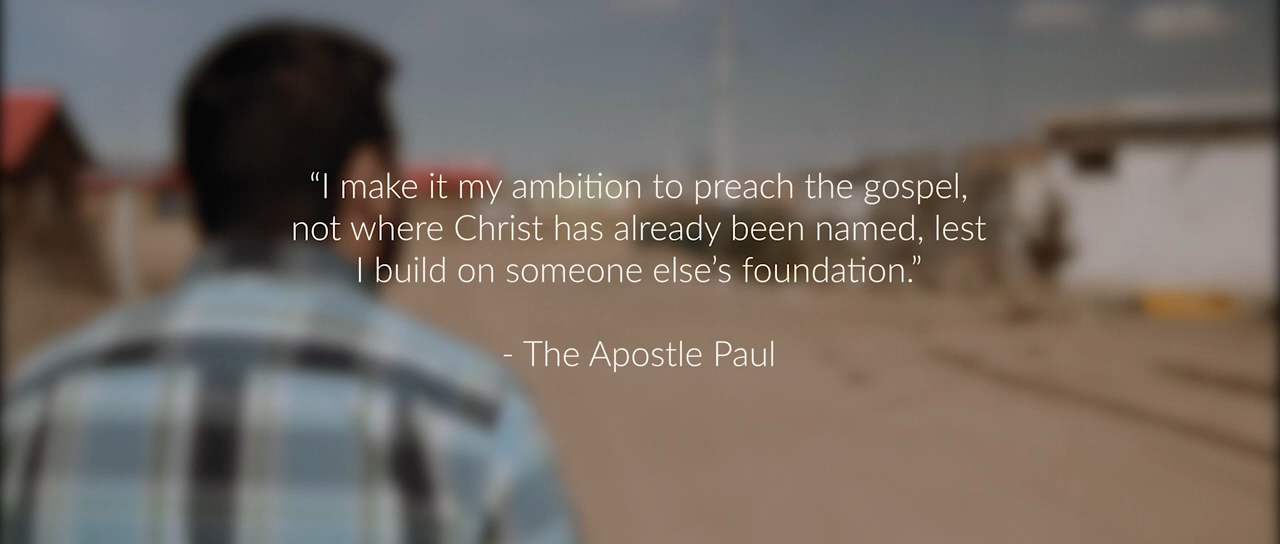 “I make it my ambition to preach the gospel,
not where Christ has already been named, lest
I build on someone else’s foundation.”
- The Apostle Paul